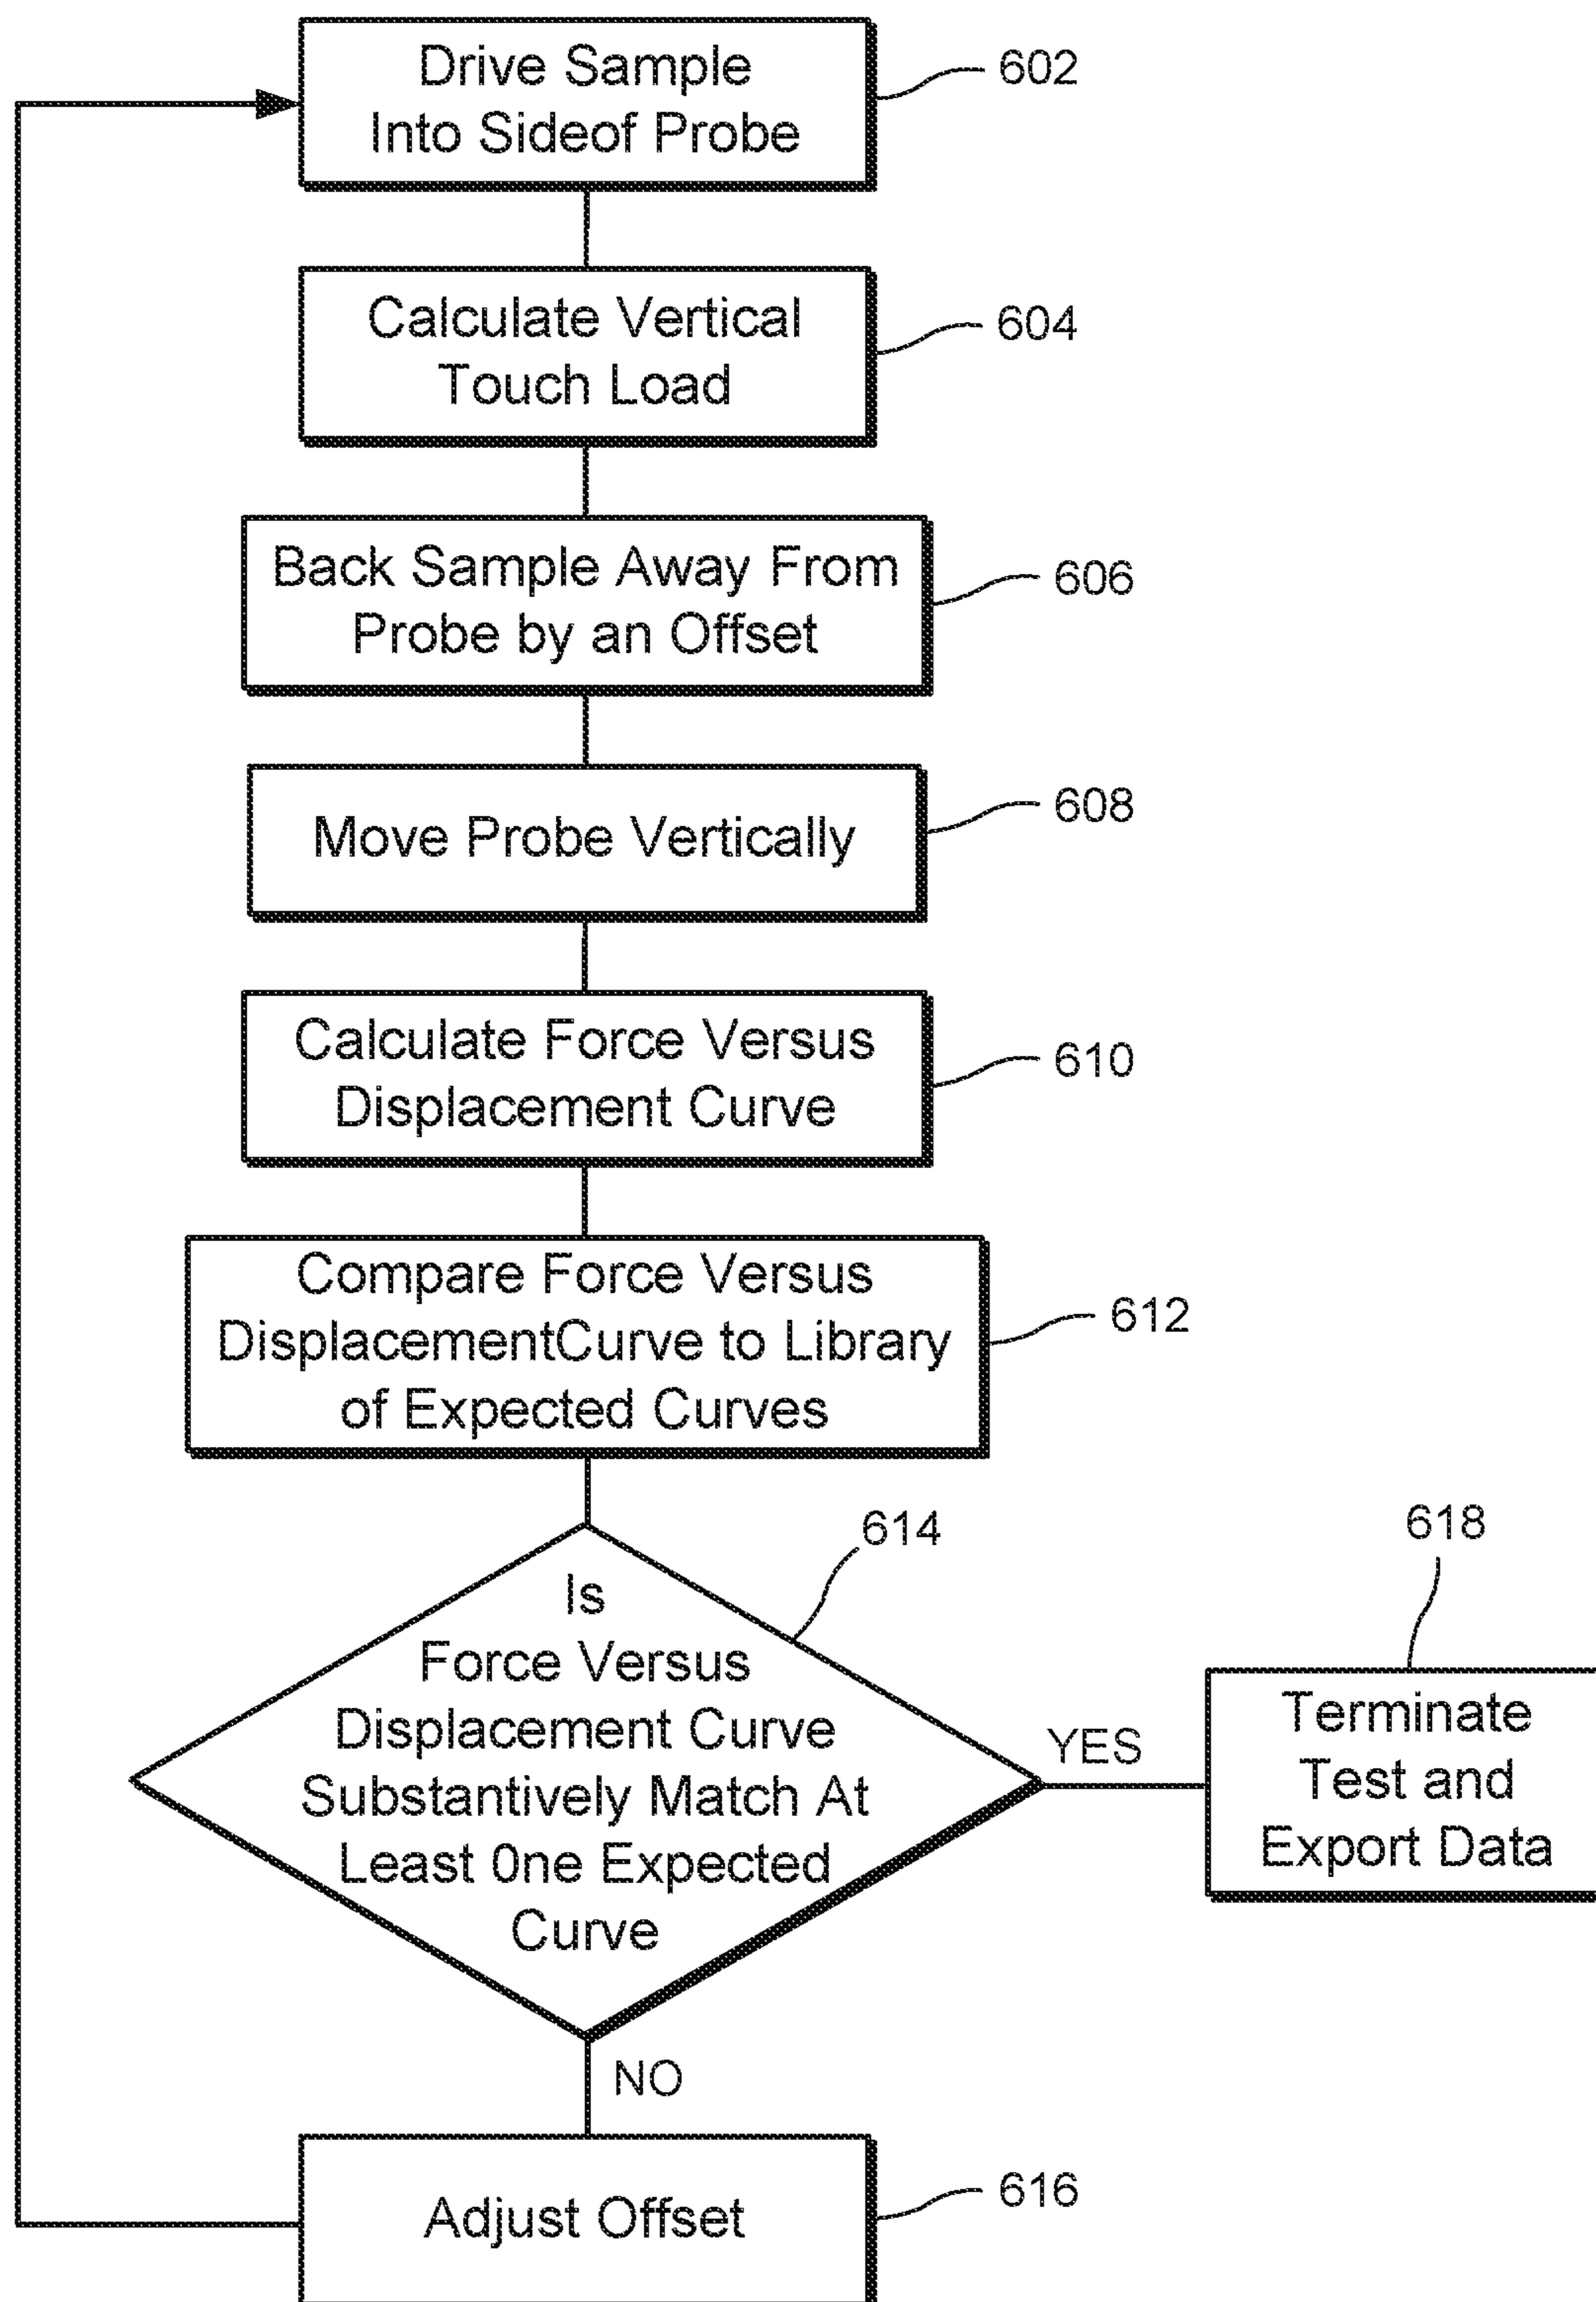 Drive Sample
Into Sideof Probe
602
Calculate Vertical
Touch Load
604
Back Sample Away From
Probe by an Offset
606
Move Probe Vertically
608
Calculate Force Versus
Displacement Curve
610
Compare Force Versus
DisplacementCurve to Library
of Expected Curves
612
Is
Force Versus
Displacement Curve
Substantively Match At
Least 0ne Expected
Curve
614
YES
618
Terminate
Test and
Export Data
NO
Adjust Offset
616